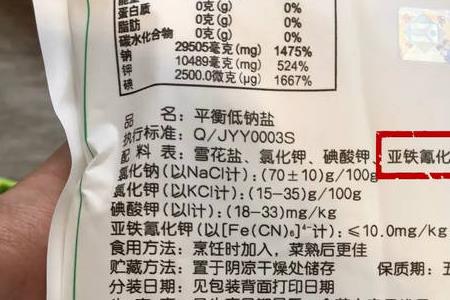 蛋白质 0克(g) 0%
脂肪 0克(g) 0%
碳水化合物 0克(g) 0%
钠 29505毫克(mg) 1475%
钾 10489毫克(mg) 524%
碘 2500.0微克(μg) 1667%
品 名：平衡低钠盐
执行标准：Q/JYY0003S
配 料 表：雪花盐、氯化钾、碘酸钾、亚铁氰化
氯化钠(以NaCl计)：(70±10)g/100g
氯化钾(以KCl计)：(15-35)g/100g
碘酸钾(以I计)：(18-33)mg/kg
亚铁氰化钾(以[Fe(CN)₆]⁴⁻计)：≤10.0mg/kg
食用方法：烹饪时加入，菜熟后更佳
贮藏方法：置于阴凉干燥处储存 保质期：五
分装日期：见包装背面打印日期